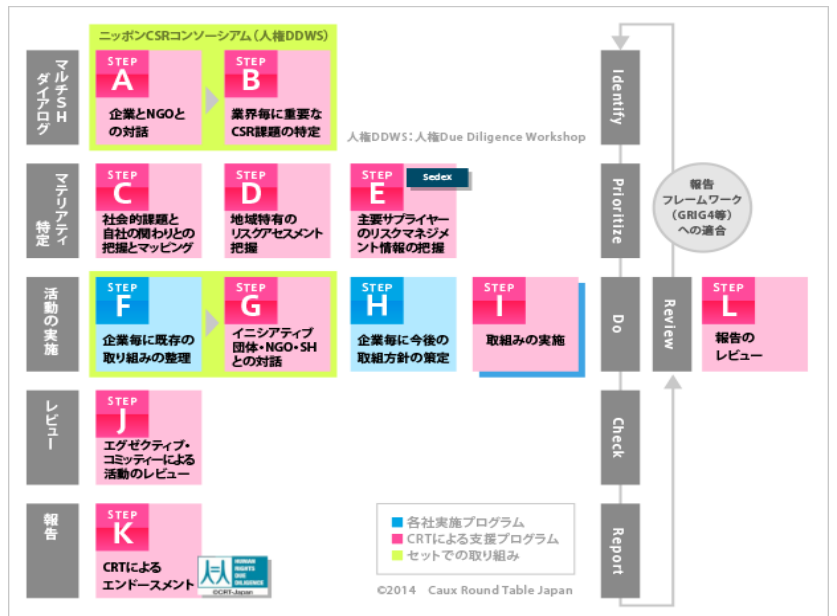 ニッポンCSRコンソーシアム（人権DDWS）
マルチSH
ダイアログ
STEP
A
企業とNGOと
の対話
STEP
B
業界毎に重要な
CSR課題の特定
人権DDWS：人権Due Diligence Workshop
Identify
マテリアティ
特定
STEP
C
社会的課題と
自社の関わりとの
把握とマッピング
STEP
D
地域特有の
リスクアセスメント
把握
STEP
E
Sedex
主要サプライヤー
のリスクマネジメ
ント情報の把握
Prioritize
報告
フレームワーク
（GRIG4等）
への適合
活動の実施
STEP
F
企業毎に既存の
取り組みの整理
STEP
G
イニシアティブ
団体・NGO・SH
との対話
STEP
H
企業毎に今後の
取組方針の策定
STEP
I
取組みの実施
Do
Review
STEP
L
報告の
レビュー
レビュー
STEP
J
エグゼクティブ・
コミッティーによる
活動のレビュー
Check
報告
STEP
K
CRTによる
エンドースメント
HUMAN
RIGHTS
DUE
DILIGENCE
©CRT-Japan
各社実施プログラム
CRTによる支援プログラム
セットでの取り組み
Report
©2014 Caux Round Table Japan